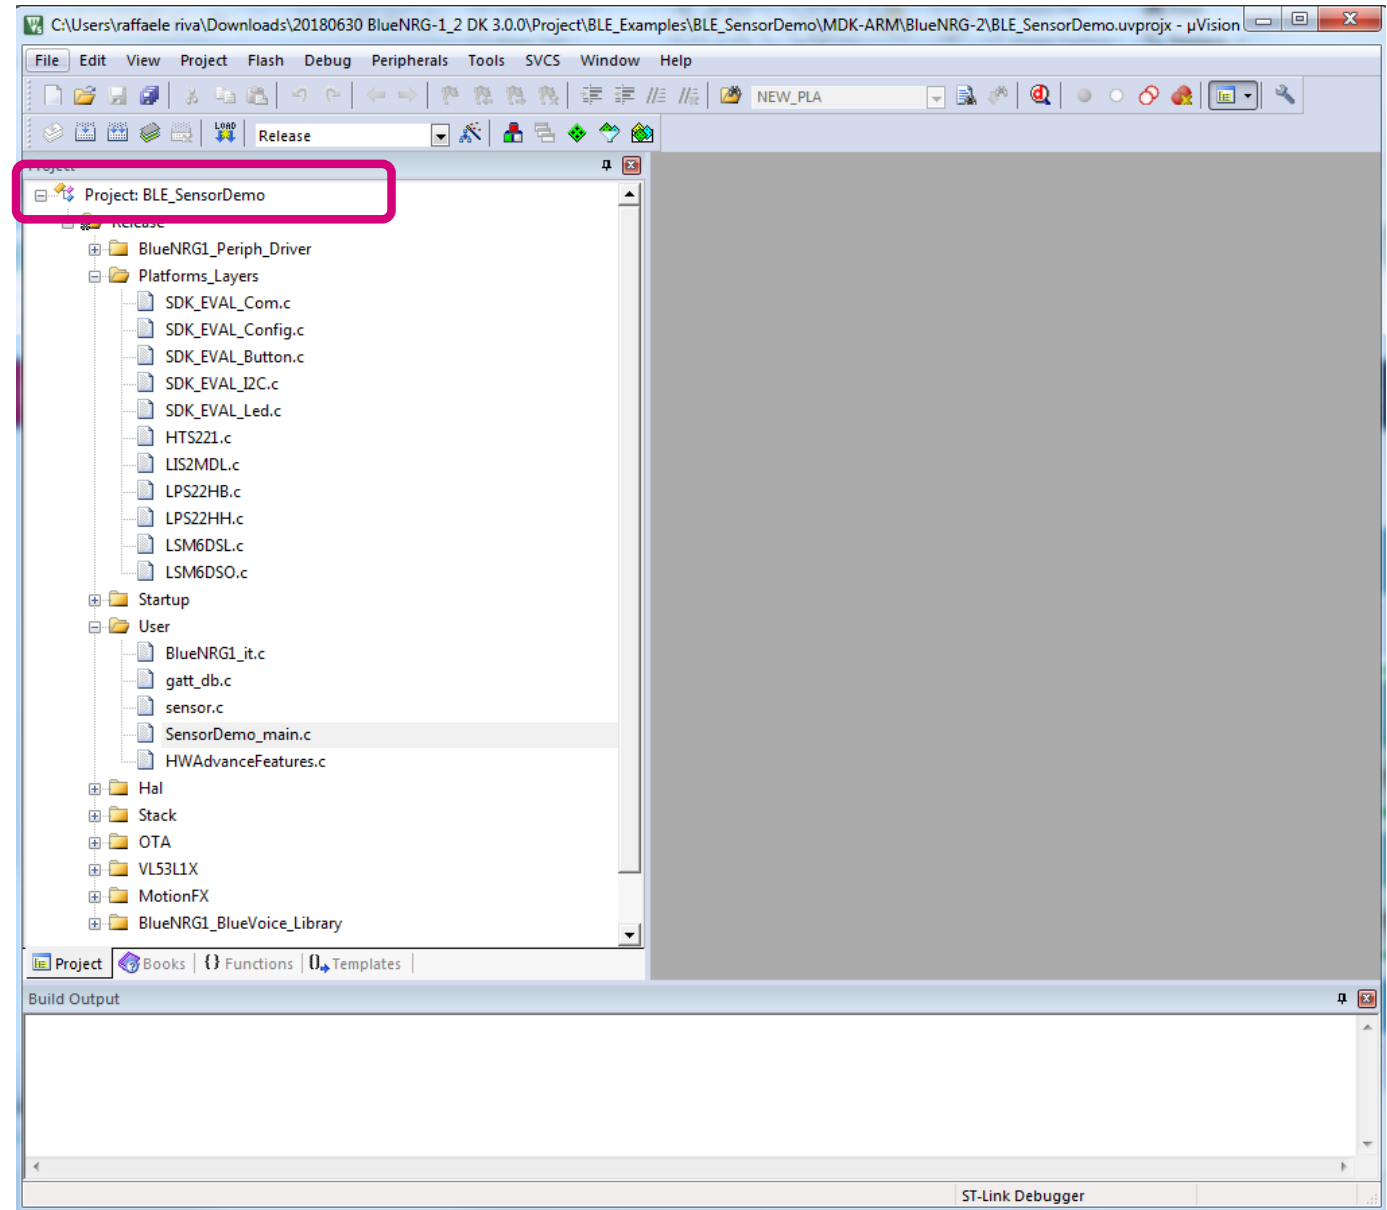 C:\Users\raffaele riva\Downloads\20180630 BlueNRG-1_2 DK 3.0.0\Project\BLE_Examples\BLE_SensorDemo\MDK-ARM\BlueNRG-2\BLE_SensorDemo.uvprojx - µVision
File Edit View Project Flash Debug Peripherals Tools SVCS Window Help
NEW_PLA
LOAD Release
Project: BLE_SensorDemo
Release
BlueNRG1_Periph_Driver
Platforms_Layers
SDK_EVAL_Com.c
SDK_EVAL_Config.c
SDK_EVAL_Button.c
SDK_EVAL_I2C.c
SDK_EVAL_Led.c
HTS221.c
LIS2MDL.c
LPS22HB.c
LPS22HH.c
LSM6DSL.c
LSM6DSO.c
Startup
User
BlueNRG1_it.c
gatt_db.c
sensor.c
SensorDemo_main.c
HWAdvanceFeatures.c
Hal
Stack
OTA
VL53L1X
MotionFX
BlueNRG1_BlueVoice_Library
Project Books {} Functions Templates
Build Output
ST-Link Debugger